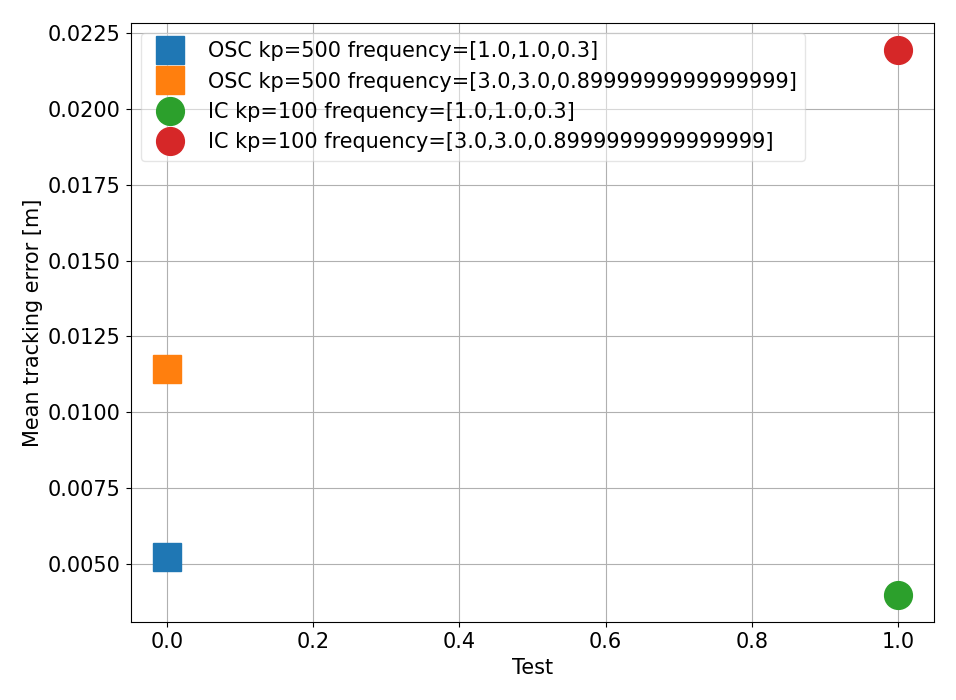 0.0225
0.0200
0.0175
0.0150
0.0125
0.0100
0.0075
0.0050
Mean tracking error [m]
OSC kp=500 frequency=[1.0,1.0,0.3]
OSC kp=500 frequency=[3.0,3.0,0.8999999999999999]
IC kp=100 frequency=[1.0,1.0,0.3]
IC kp=100 frequency=[3.0,3.0,0.8999999999999999]
0.0 0.2 0.4 0.6 0.8 1.0
Test